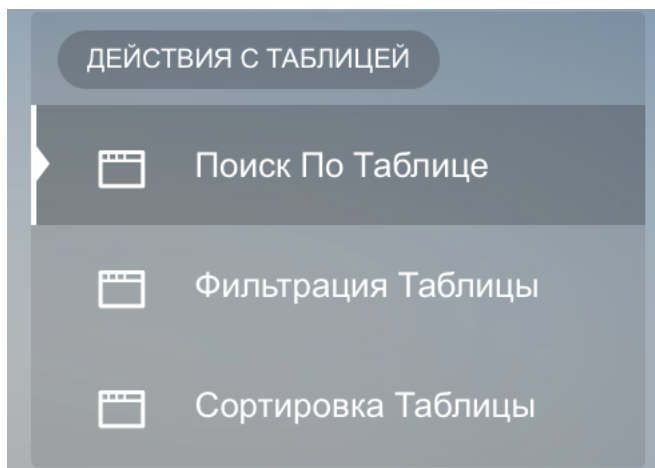 ДЕЙСТВИЯ С ТАБЛИЦЕЙ
Поиск По Таблице
Фильтрация Таблицы
Сортировка Таблицы